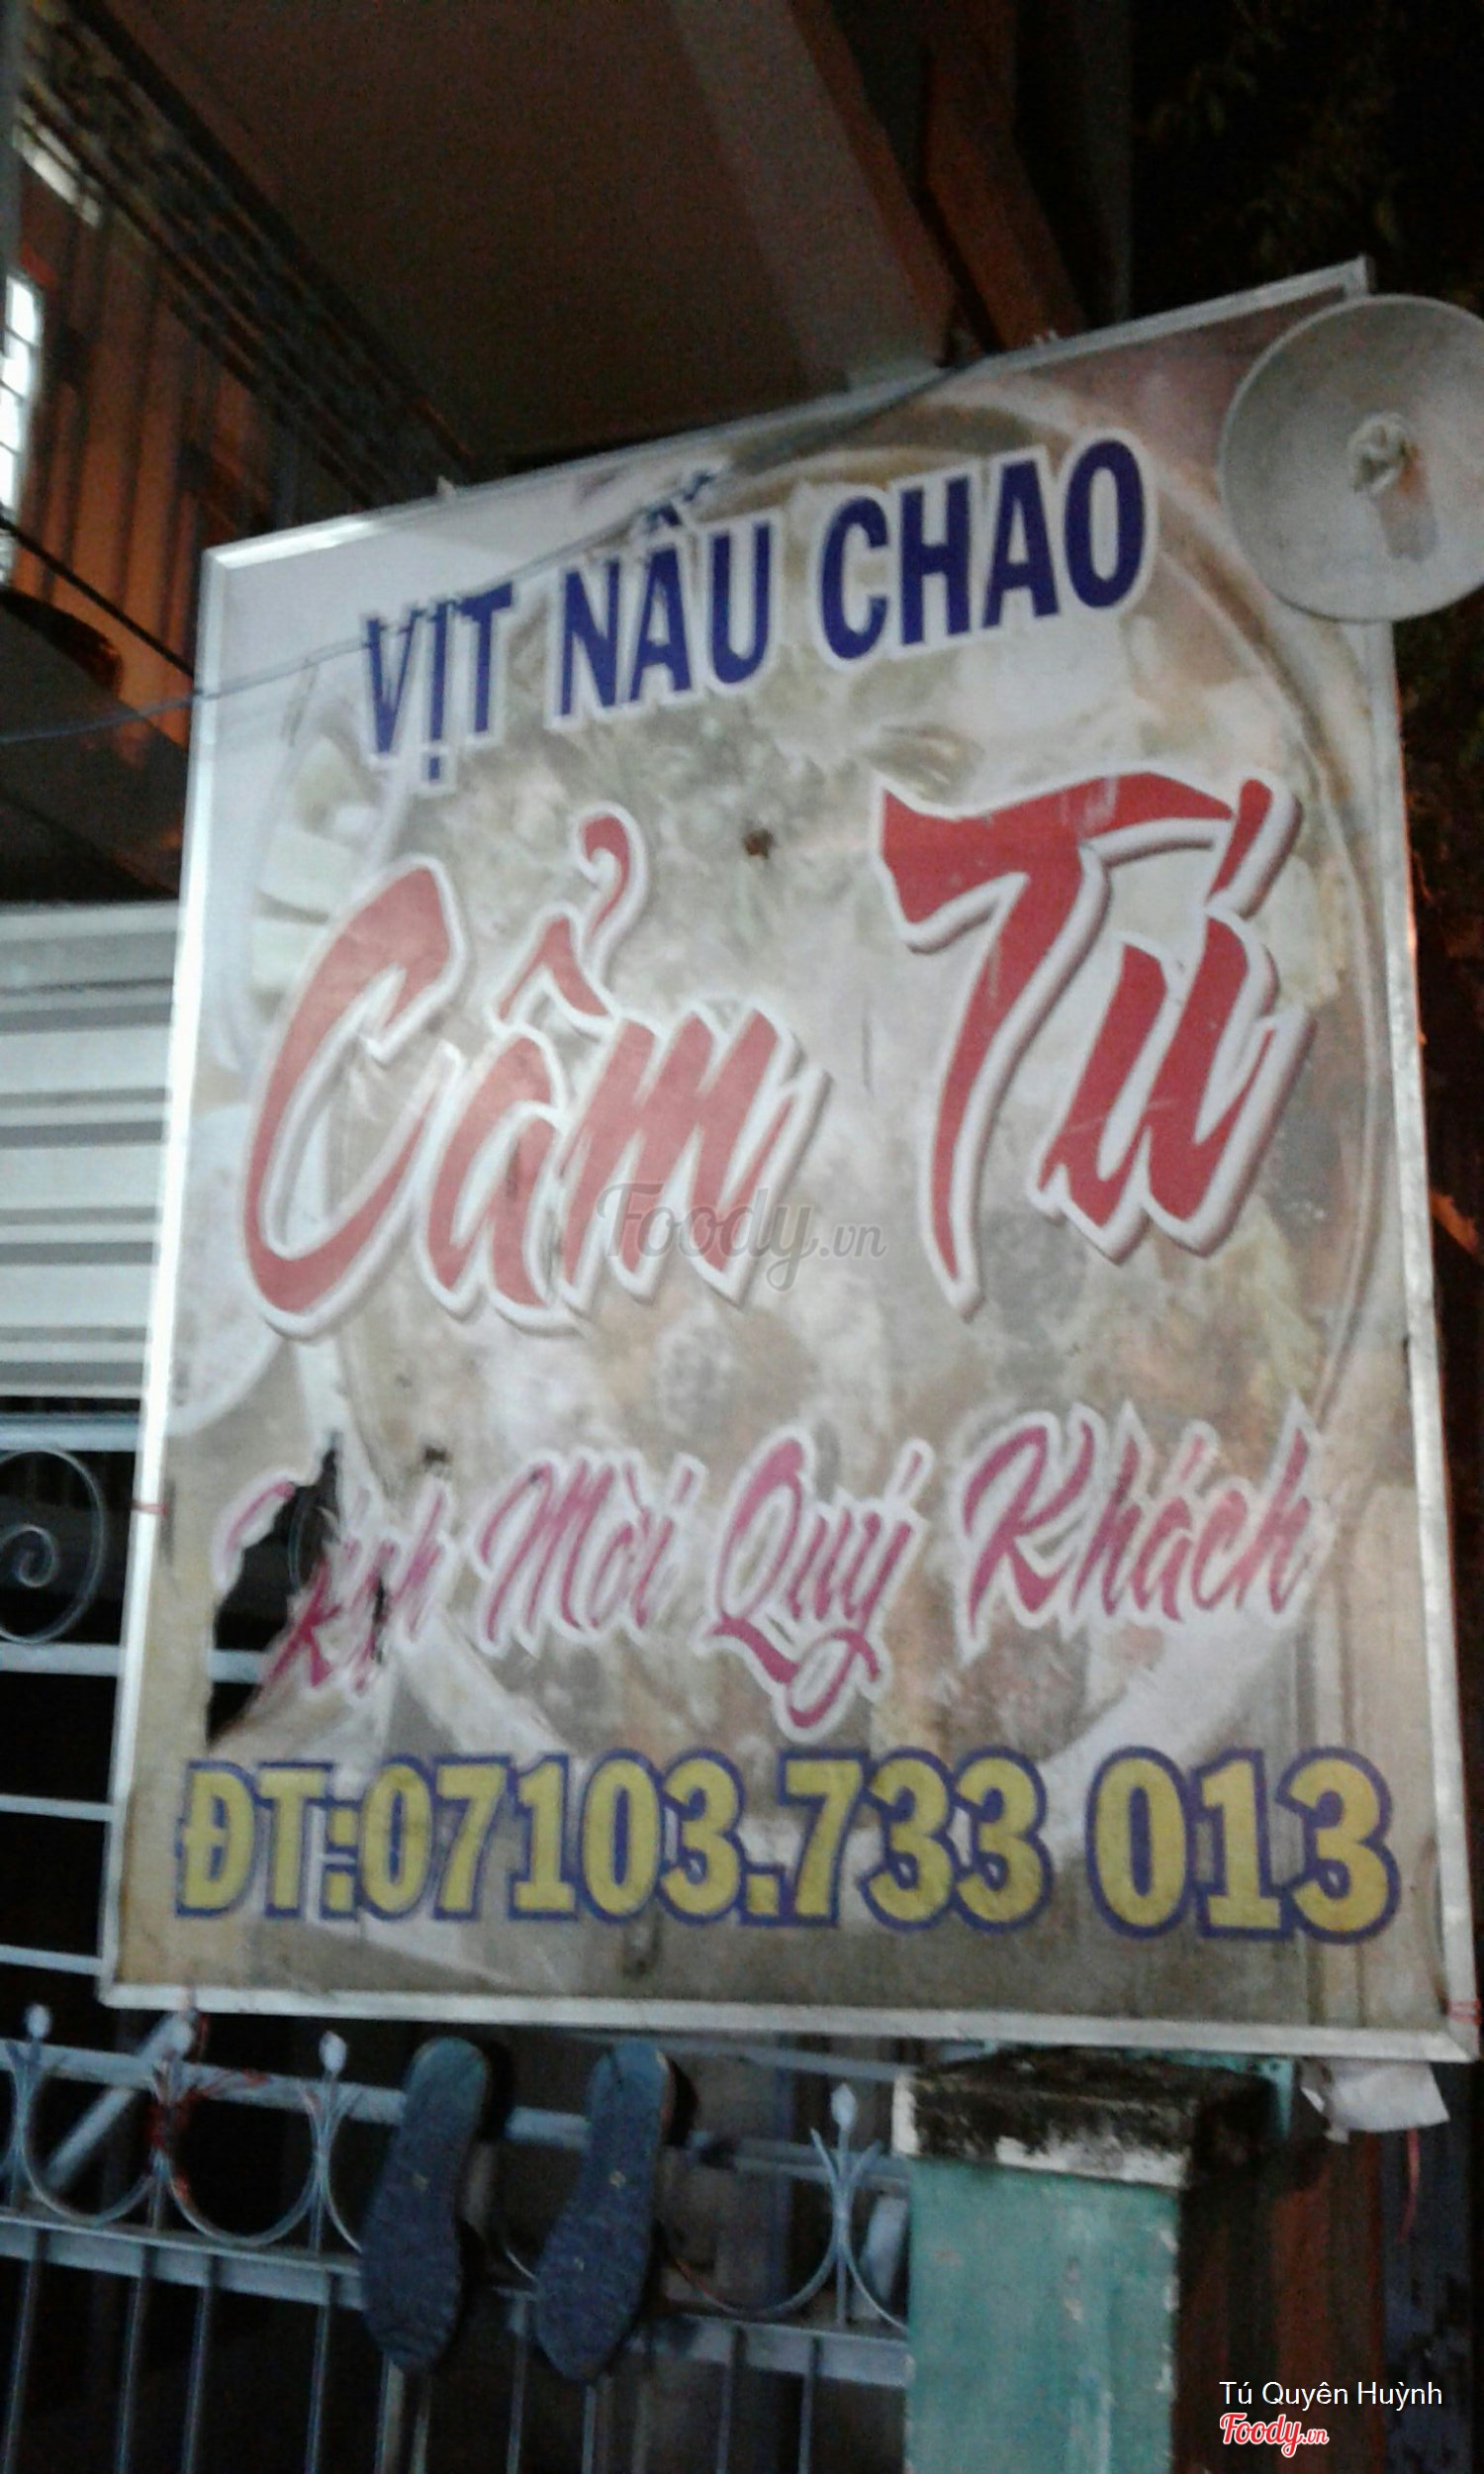 VỊT NẤU CHAO
Cẩm Tú
Kính Mời Quý Khách
ĐT:07103.733 013
Foody.vn
Tú Quyên Huỳnh
Foody.vn